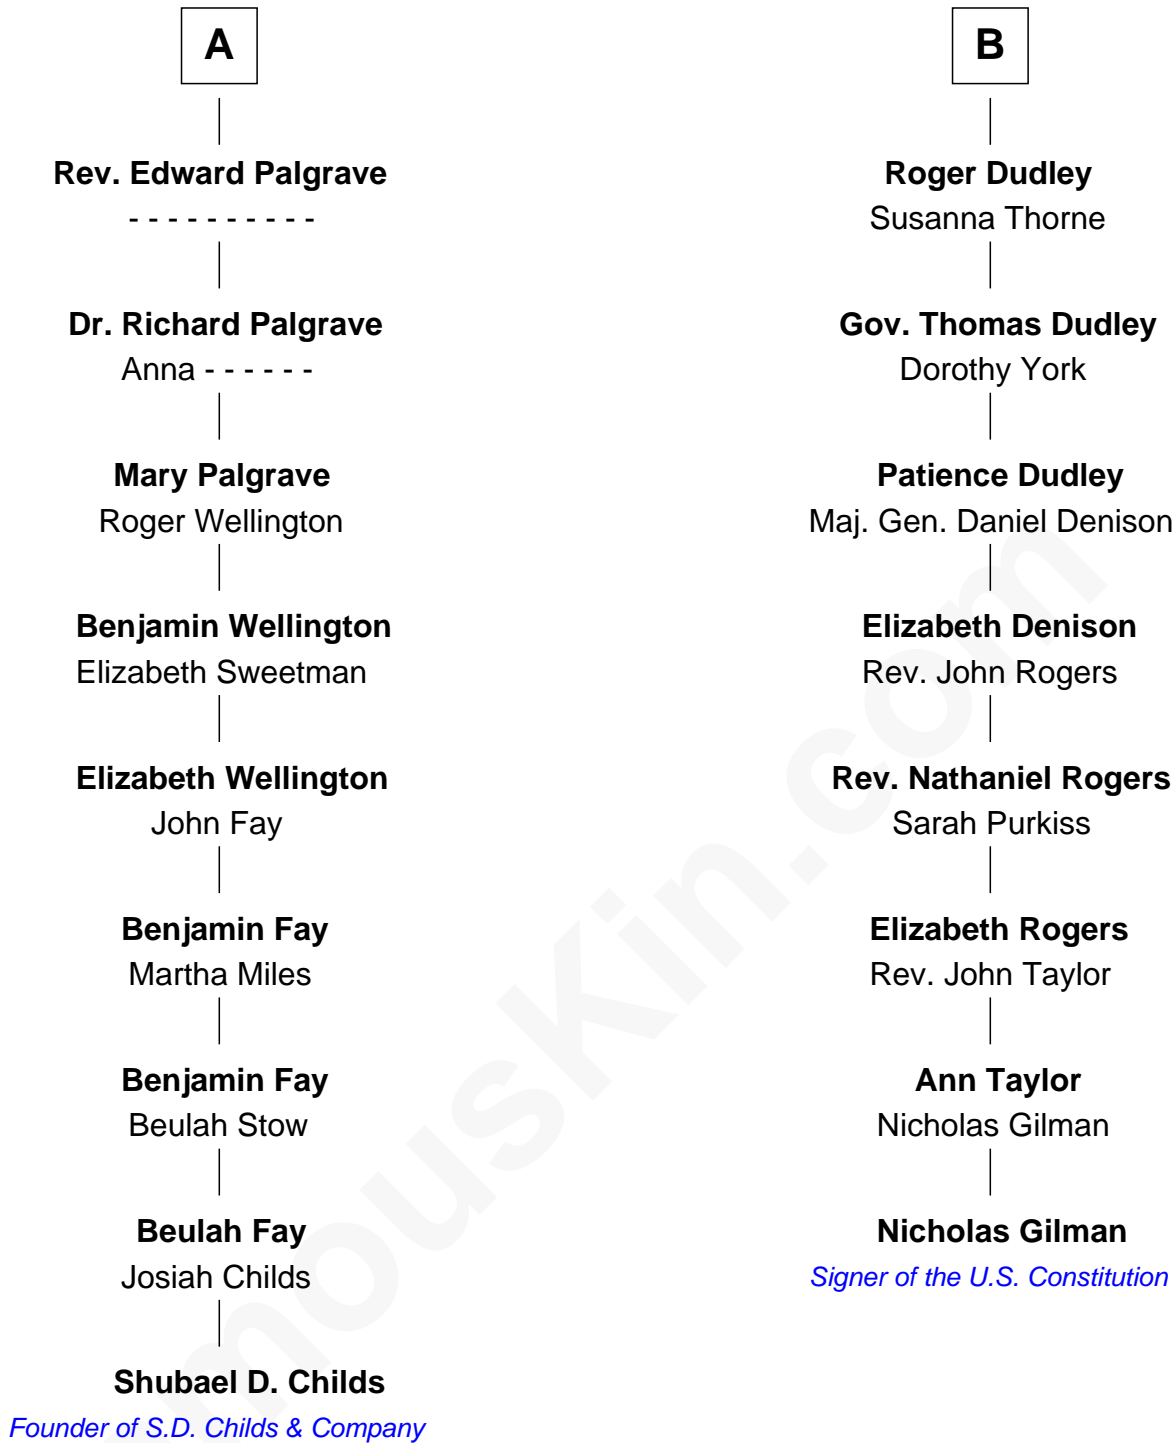 A
Rev. Edward Palgrave
- - - - - - - - - -
Dr. Richard Palgrave
Anna - - - - - -
Mary Palgrave
Roger Wellington
Benjamin Wellington
Elizabeth Sweetman
Elizabeth Wellington
John Fay
Benjamin Fay
Martha Miles
Benjamin Fay
Beulah Stow
Beulah Fay
Josiah Childs
Shubael D. Childs
Founder of S.D. Childs & Company
B
Roger Dudley
Susanna Thorne
Gov. Thomas Dudley
Dorothy York
Patience Dudley
Maj. Gen. Daniel Denison
Elizabeth Denison
Rev. John Rogers
Rev. Nathaniel Rogers
Sarah Purkiss
Elizabeth Rogers
Rev. John Taylor
Ann Taylor
Nicholas Gilman
Nicholas Gilman
Signer of the U.S. Constitution
mousKin.com